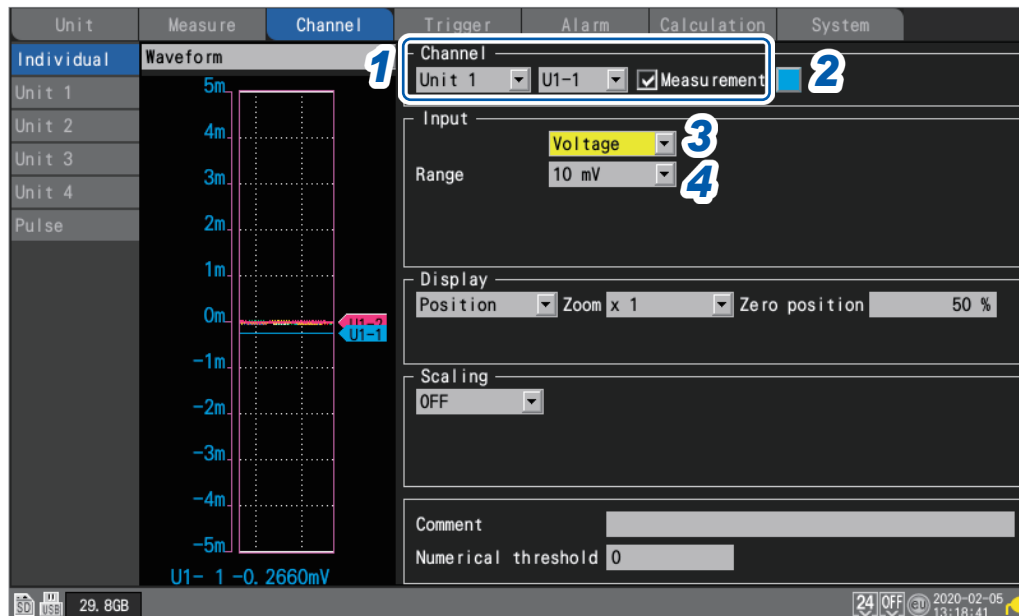 Unit Measure Channel Trigger Alarm Calculation System
Individual
Unit 1
Unit 2
Unit 3
Unit 4
Pulse
Waveform
5m
4m
3m
2m
1m
0m
-1m
-2m
-3m
-4m
-5m
U1-2
U1-1
U1- 1 -0.2660mV
1
Channel
Unit 1 U1-1 Measurement 2
Input
Voltage 3
Range 10 mV 4
Display
Position Zoom x 1 Zero position 50 %
Scaling
OFF
Comment
Numerical threshold 0
SD USB 29.8GB
24 OFF EU 2020-02-05
13:18:41